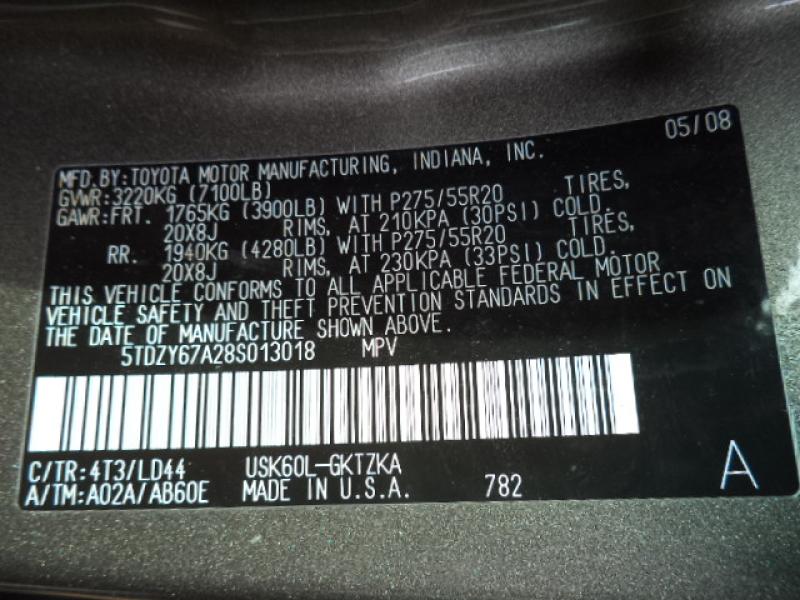 05/08
MFD.BY:TOYOTA MOTOR MANUFACTURING, INDIANA, INC.
GVWR:3220KG (7100LB)
GAWR:FRT. 1765KG (3900LB) WITH P275/55R20 TIRES,
20X8J RIMS, AT 210KPA (30PSI) COLD.
RR. 1940KG (4280LB) WITH P275/55R20 TIRES,
20X8J RIMS, AT 230KPA (33PSI) COLD.
THIS VEHICLE CONFORMS TO ALL APPLICABLE FEDERAL MOTOR
VEHICLE SAFETY AND THEFT PREVENTION STANDARDS IN EFFECT ON
THE DATE OF MANUFACTURE SHOWN ABOVE.
5TDZY67A28S013018 MPV
C/TR:4T3/LD44 USK60L-GKTZKA
A/TM:A02A/AB60E MADE IN U.S.A. 782
A